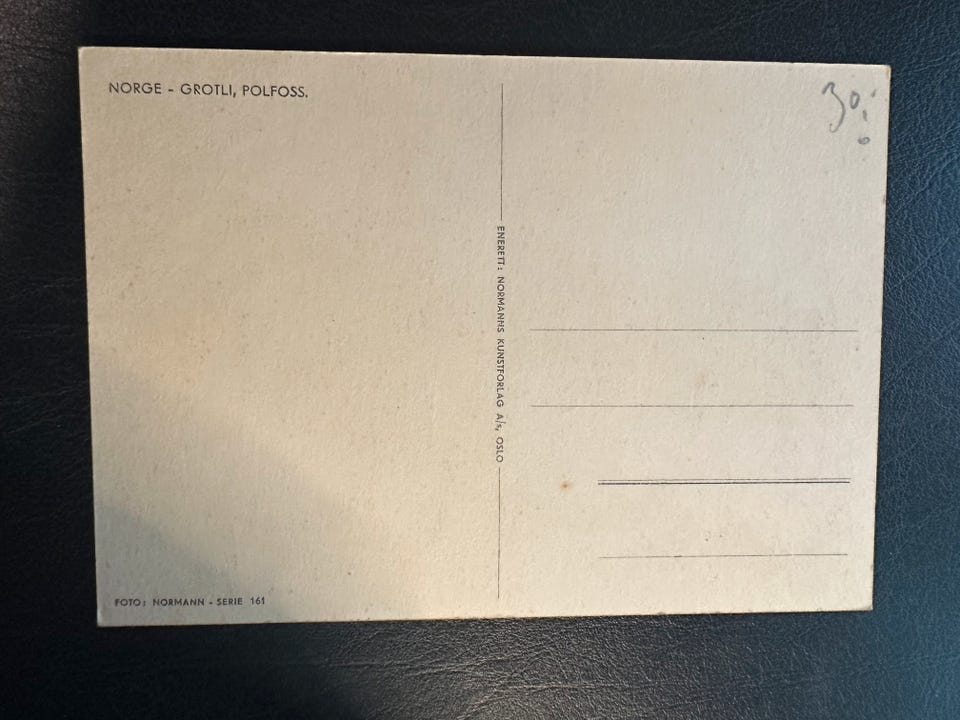 NORGE - GROTLI, POLFOSS.
30,-
ENERETT: NORMANNS KUNSTFORLAG A/s, OSLO
FOTO: NORMANN - SERIE 161